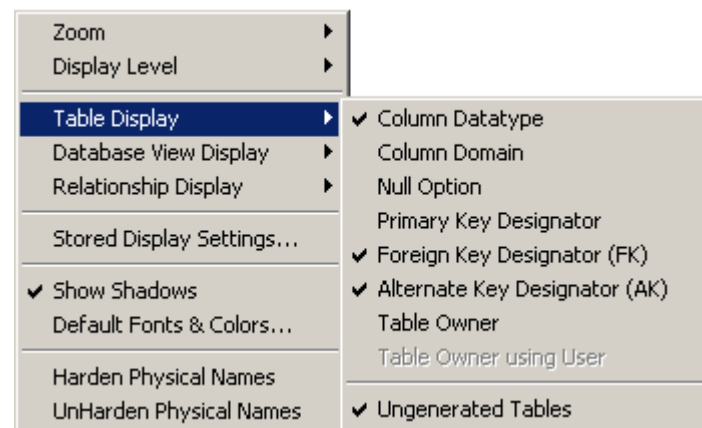 Zoom
Display Level
Table Display
Database View Display
Relationship Display
Stored Display Settings...
Show Shadows
Default Fonts & Colors...
Harden Physical Names
UnHarden Physical Names
Column Datatype
Column Domain
Null Option
Primary Key Designator
Foreign Key Designator (FK)
Alternate Key Designator (AK)
Table Owner
Table Owner using User
Ungenerated Tables